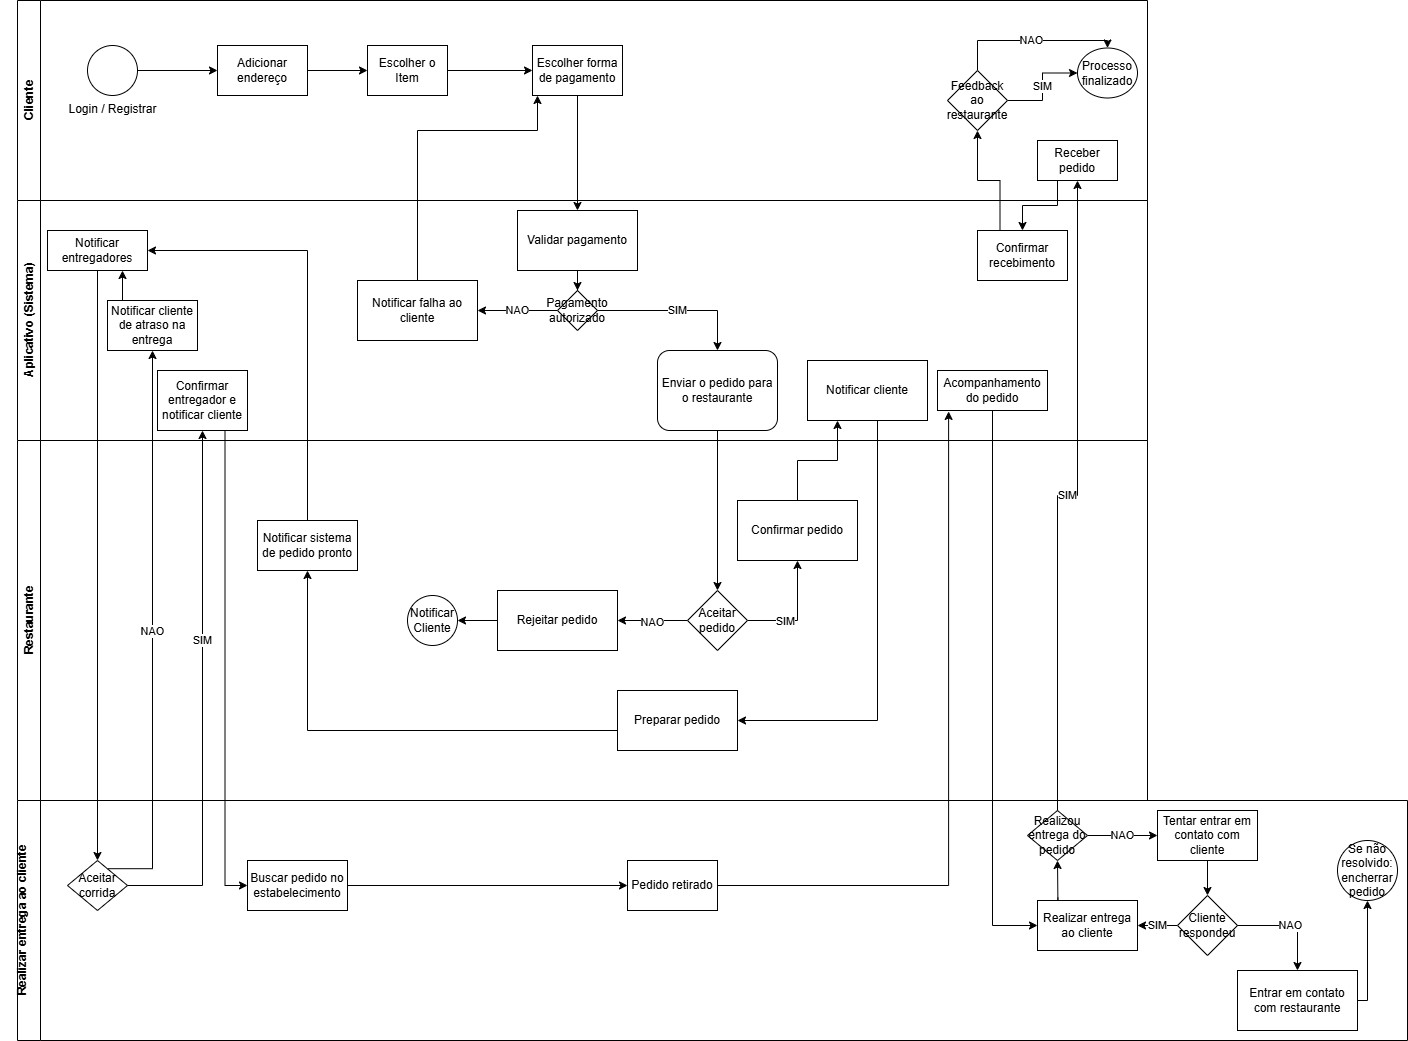 Cliente
Login / Registrar
Adicionar
endereço
Escolher o
Item
Escolher forma
de pagamento
NAO
Processo
finalizado
SIM
Feedback
ao
restaurante
Receber
pedido
Aplicativo (Sistema)
Notificar
entregadores
Notificar cliente
de atraso na
entrega
Confirmar
entregador e
notificar cliente
Validar pagamento
Notificar falha ao
cliente
NAO
Pagamento
autorizado
SIM
Enviar o pedido para
o restaurante
Notificar cliente
Acompanhamento
do pedido
Confirmar
recebimento
Restaurante
NAO
SIM
Notificar sistema
de pedido pronto
Notificar
Cliente
Rejeitar pedido
NAO
Aceitar
pedido
SIM
Confirmar pedido
Preparar pedido
SIM
Realizar entrega ao cliente
Aceitar
corrida
Buscar pedido no
estabelecimento
Pedido retirado
Realizou
entrega do
pedido
NAO
Tentar entrar em
contato com
cliente
Realizar entrega
ao cliente
SIM
Cliente
respondeu
NAO
Entrar em contato
com restaurante
Se não
resolvido:
encherrar
pedido